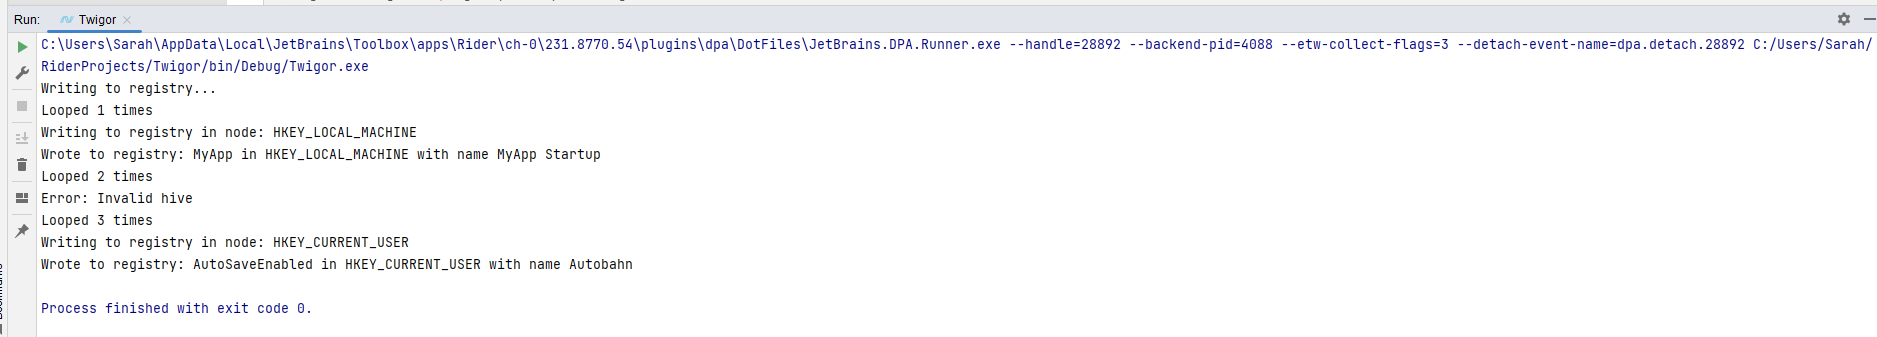 Run: Twigor
C:\Users\Sarah\AppData\Local\JetBrains\Toolbox\apps\Rider\ch-0\231.8770.54\plugins\dpa\DotFiles\JetBrains.DPA.Runner.exe --handle=28892 --backend-pid=4088 --etw-collect-flags=3 --detach-event-name=dpa.detach.28892 C:/Users/Sarah/
RiderProjects/Twigor/bin/Debug/Twigor.exe
Writing to registry...
Looped 1 times
Writing to registry in node: HKEY_LOCAL_MACHINE
Wrote to registry: MyApp in HKEY_LOCAL_MACHINE with name MyApp Startup
Looped 2 times
Error: Invalid hive
Looped 3 times
Writing to registry in node: HKEY_CURRENT_USER
Wrote to registry: AutoSaveEnabled in HKEY_CURRENT_USER with name Autobahn
Process finished with exit code 0.